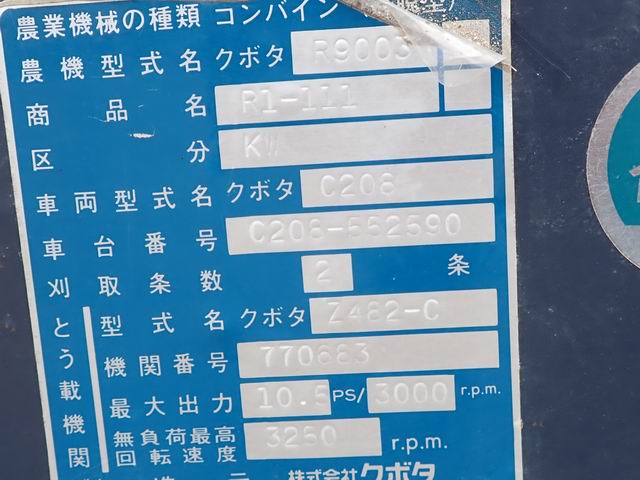 農業機械の種類 コンバイン
農機型式名 クボタ R9003
商品名 R1-111
区分 KW
車両型式名 クボタ C208
車台番号 C208-552590
刈取条数 2 条
とう載機関
型式名 クボタ Z482-C
機関番号 770883
最大出力 10.5 PS/ 3000 r.p.m.
無負荷最高回転速度 3250 r.p.m.
株式会社クボタ